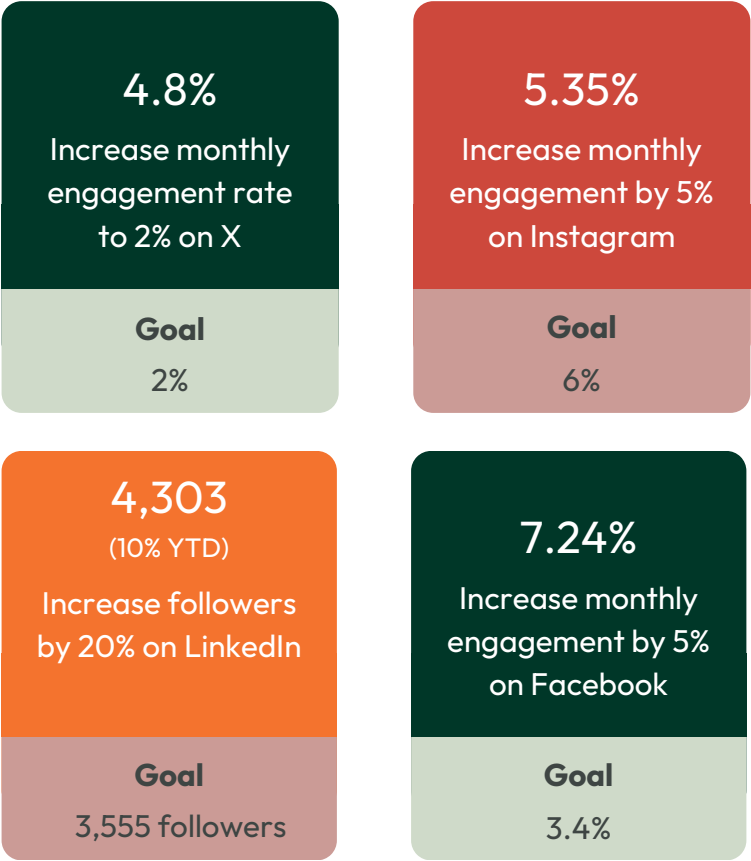 4.8%
Increase monthly
engagement rate
to 2% on X
Goal
2%
5.35%
Increase monthly
engagement by 5%
on Instagram
Goal
6%
4,303
(10% YTD)
Increase followers
by 20% on LinkedIn
Goal
3,555 followers
7.24%
Increase monthly
engagement by 5%
on Facebook
Goal
3.4%